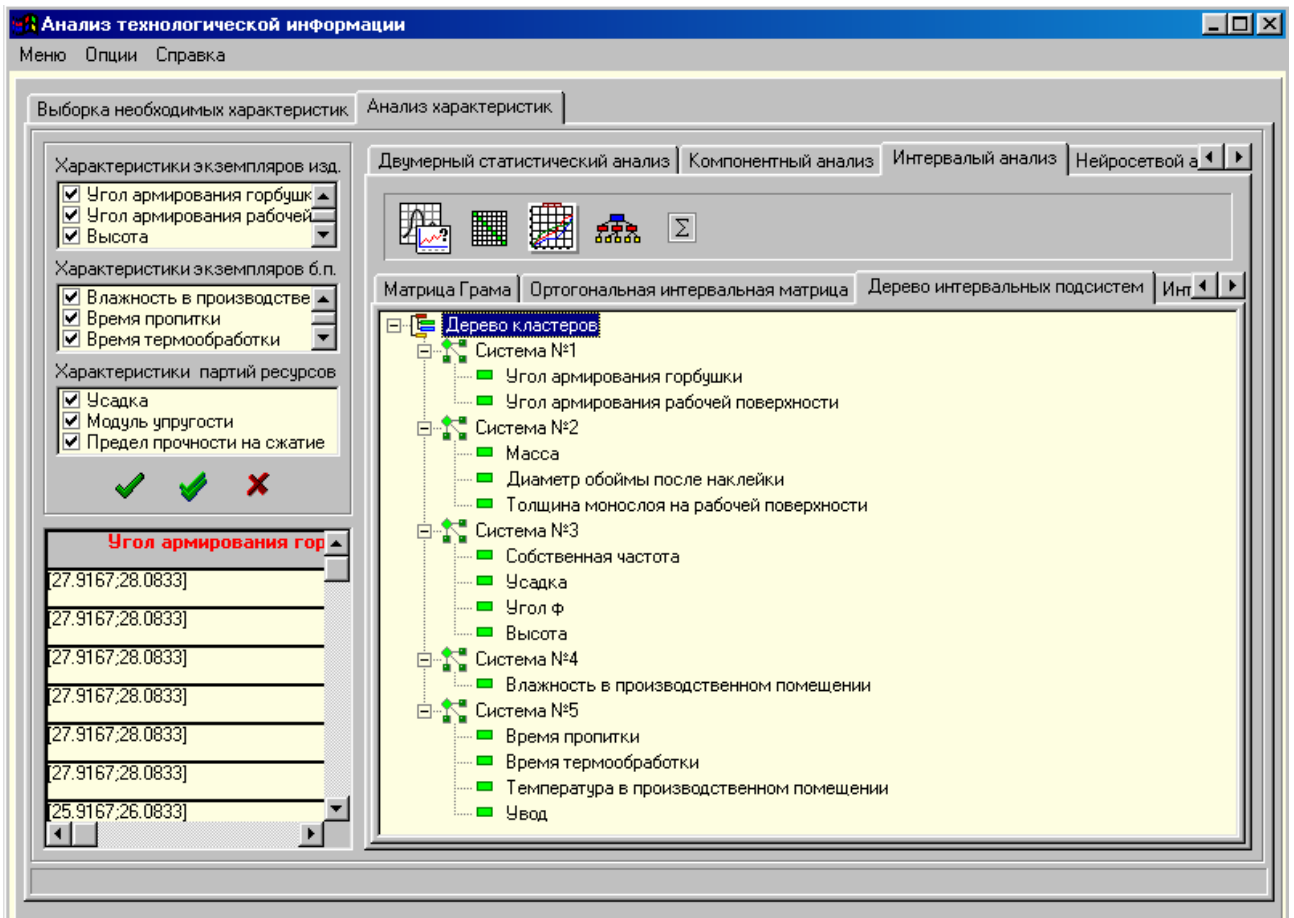 Анализ технологической информации
Меню Опции Справка
Выборка необходимых характеристик Анализ характеристик
Характеристики экземпляров изд.
Угол армирования горбушк
Угол армирования рабочей
Высота
Характеристики экземпляров б.п.
Влажность в производстве
Время пропитки
Время термообработки
Характеристики партий ресурсов
Усадка
Модуль упругости
Предел прочности на сжатие
Угол армирования гор
[27.9167;28.0833]
[27.9167;28.0833]
[27.9167;28.0833]
[27.9167;28.0833]
[27.9167;28.0833]
[27.9167;28.0833]
[25.9167;26.0833]
Двумерный статистический анализ Компонентный анализ Интервалый анализ Нейросетвой а
?
Σ
Матрица Грама Ортогональная интервальная матрица Дерево интервальных подсистем Инт
Дерево кластеров
Система №1
Угол армирования горбушки
Угол армирования рабочей поверхности
Система №2
Масса
Диаметр обоймы после наклейки
Толщина монослоя на рабочей поверхности
Система №3
Собственная частота
Усадка
Угол ф
Высота
Система №4
Влажность в производственном помещении
Система №5
Время пропитки
Время термообработки
Температура в производственном помещении
Увод